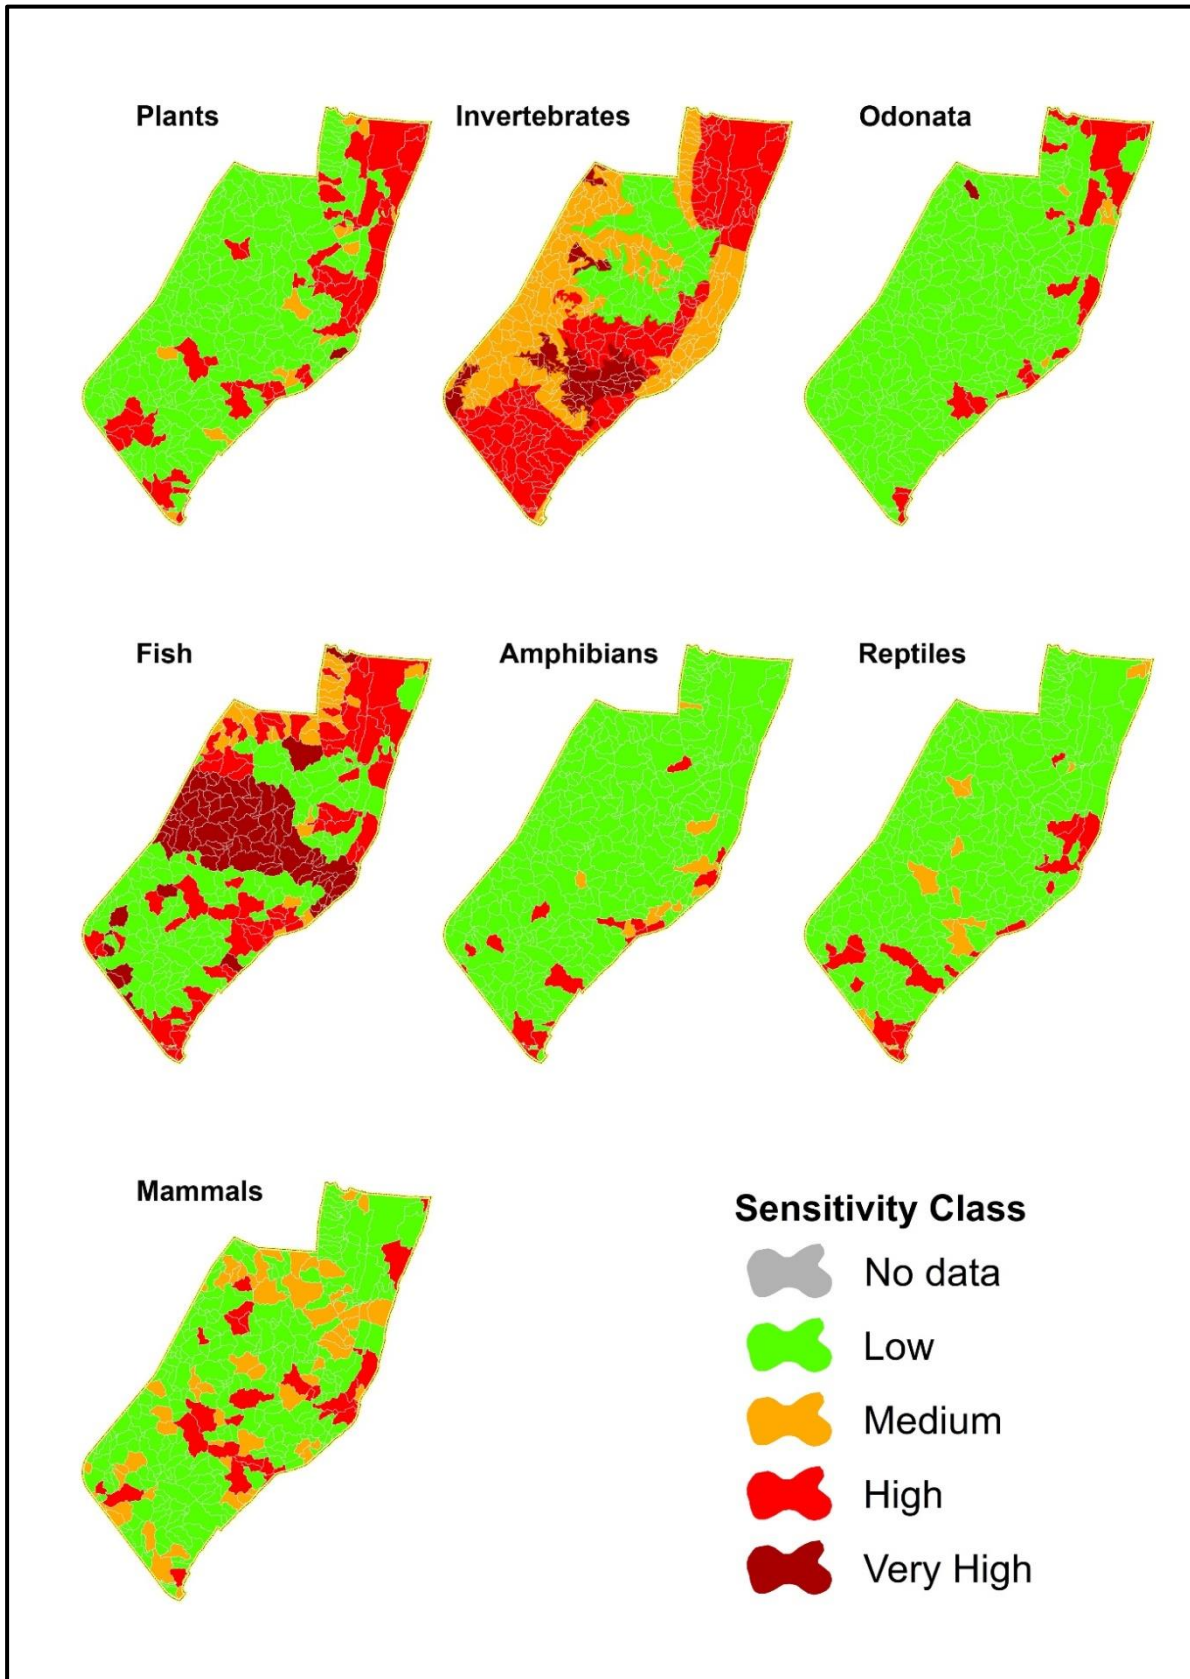 Plants
Invertebrates
Odonata
Fish
Amphibians
Reptiles
Mammals
Sensitivity Class
No data
Low
Medium
High
Very High